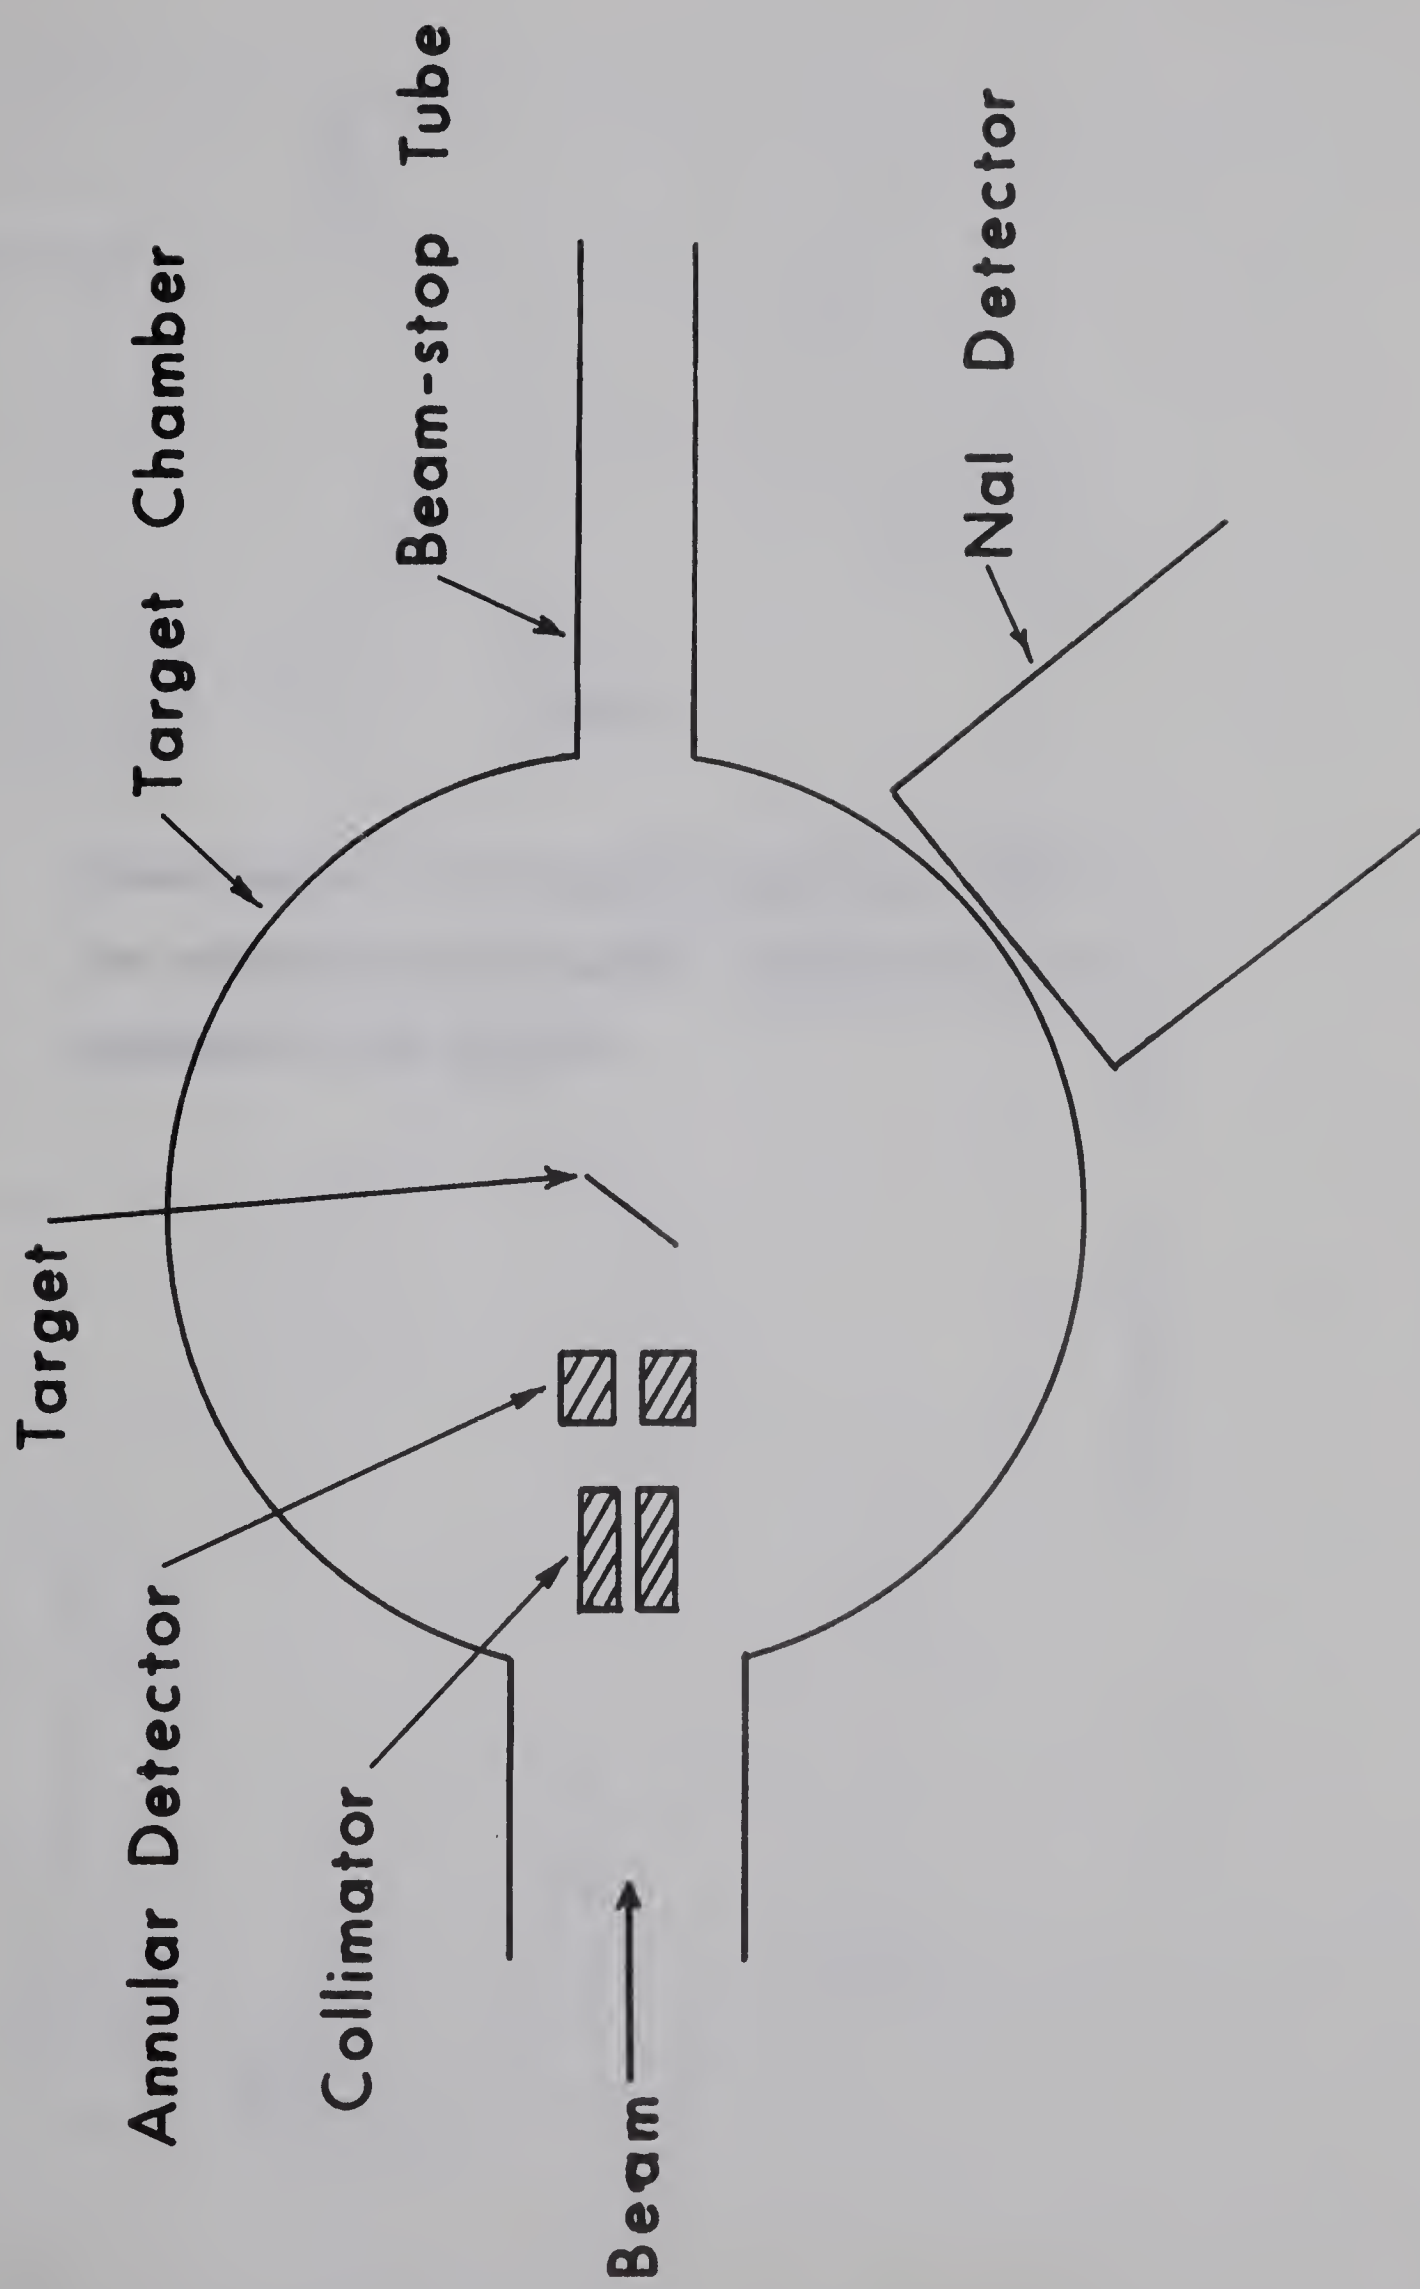 Target
Target Chamber
Annular Detector
Collimator
Beam-stop Tube
Beam
NaI Detector